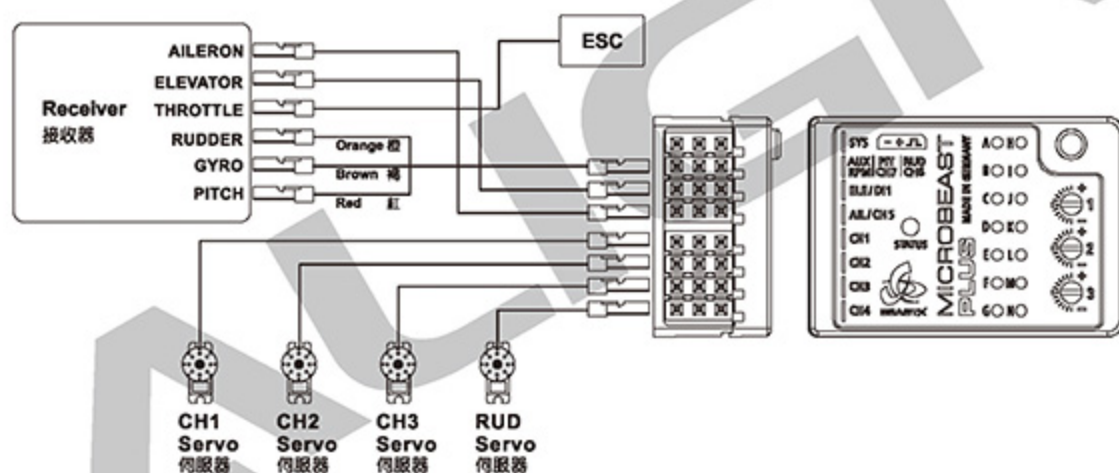 AILERON
ELEVATOR
THROTTLE
RUDDER
GYRO
PITCH
Receiver
接收器
Orange 橙
Brown 褐
Red 紅
ESC
SYS
AUX PIT RUD
RPM CH7 CH6
ELE/DI1
AIL/CH5
CH1
CH2
CH3
CH4
STATUS
BEASTX
MICROBEAST
PLUS
MADE IN GERMANY
A H
B I
C J
D K
E L
F M
G N
1
2
3
CH1
Servo
伺服器
CH2
Servo
伺服器
CH3
Servo
伺服器
RUD
Servo
伺服器
ALIGN